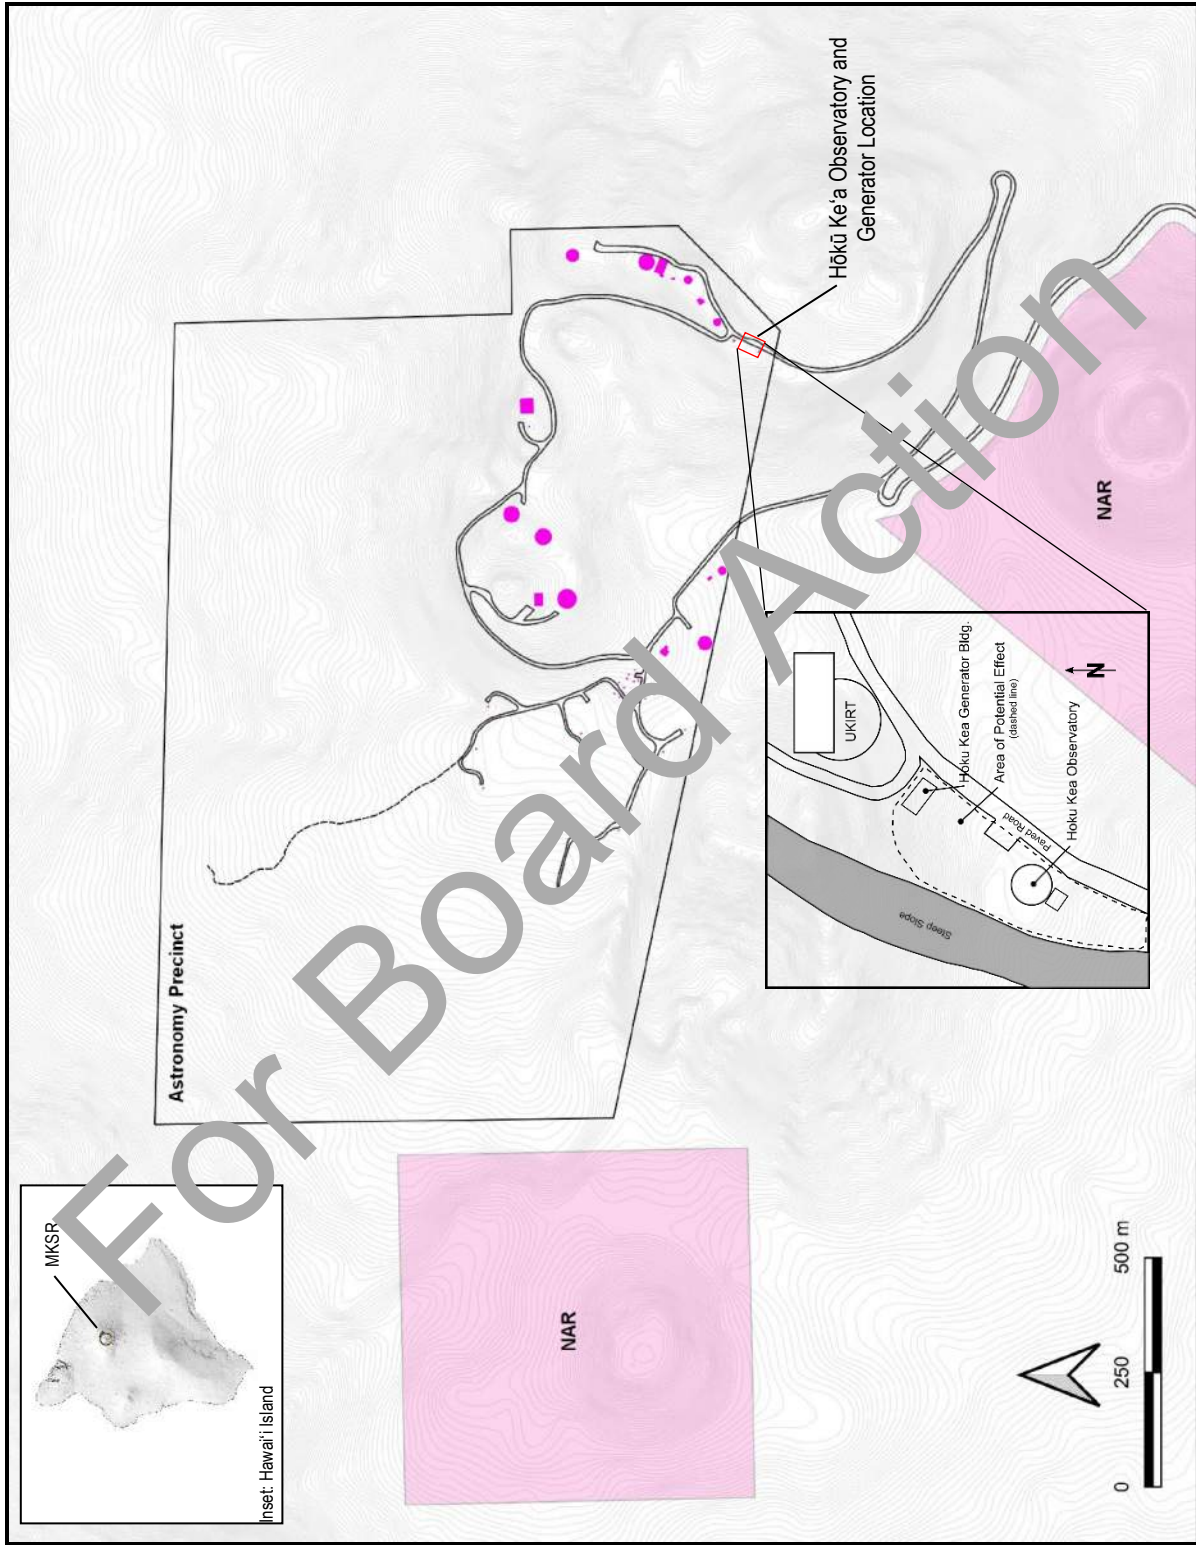 MKSR
Inset: Hawai‘i Island
Astronomy Precinct
Hōkū Ke‘a Observatory and
Generator Location
NAR
NAR
UKIRT
Hoku Kea Generator Bldg.
Area of Potential Effect
(dashed line)
Paved Road
Hoku Kea Observatory
Steep Slope
N
0
250
500 m
For Board Action